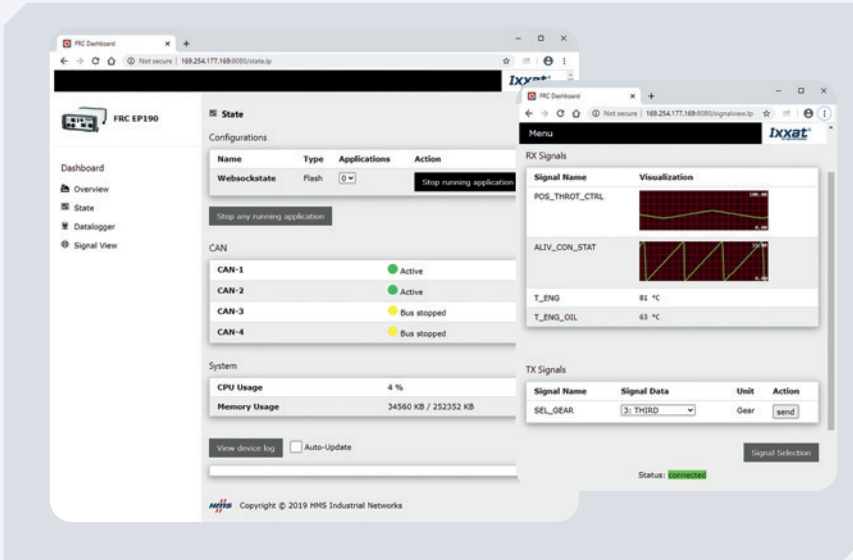 FRC Dashboard
Not secure | 169.254.177.169:8080/state.lp
Ixxat
FRC EP190
Dashboard
Overview
State
Datalogger
Signal View
State
Configurations
Name Type Applications Action
Websockstate Flash 0 Stop running application
Stop any running application
CAN
CAN-1 Active
CAN-2 Active
CAN-3 Bus stopped
CAN-4 Bus stopped
System
CPU Usage 4 %
Memory Usage 34560 KB / 252352 KB
View device log Auto-Update
HMS Copyright © 2019 HMS Industrial Networks
FRC Dashboard
Not secure | 169.254.177.169:8080/signalview.lp
Menu Ixxat
RX Signals
Signal Name Visualization
POS_THROT_CTRL 100.00
0.00
ALIV_CON_STAT
0.00
T_ENG 81 °C
T_ENG_OIL 63 °C
TX Signals
Signal Name Signal Data Unit Action
SEL_GEAR 3: THIRD Gear send
Signal Selection
Status: connected